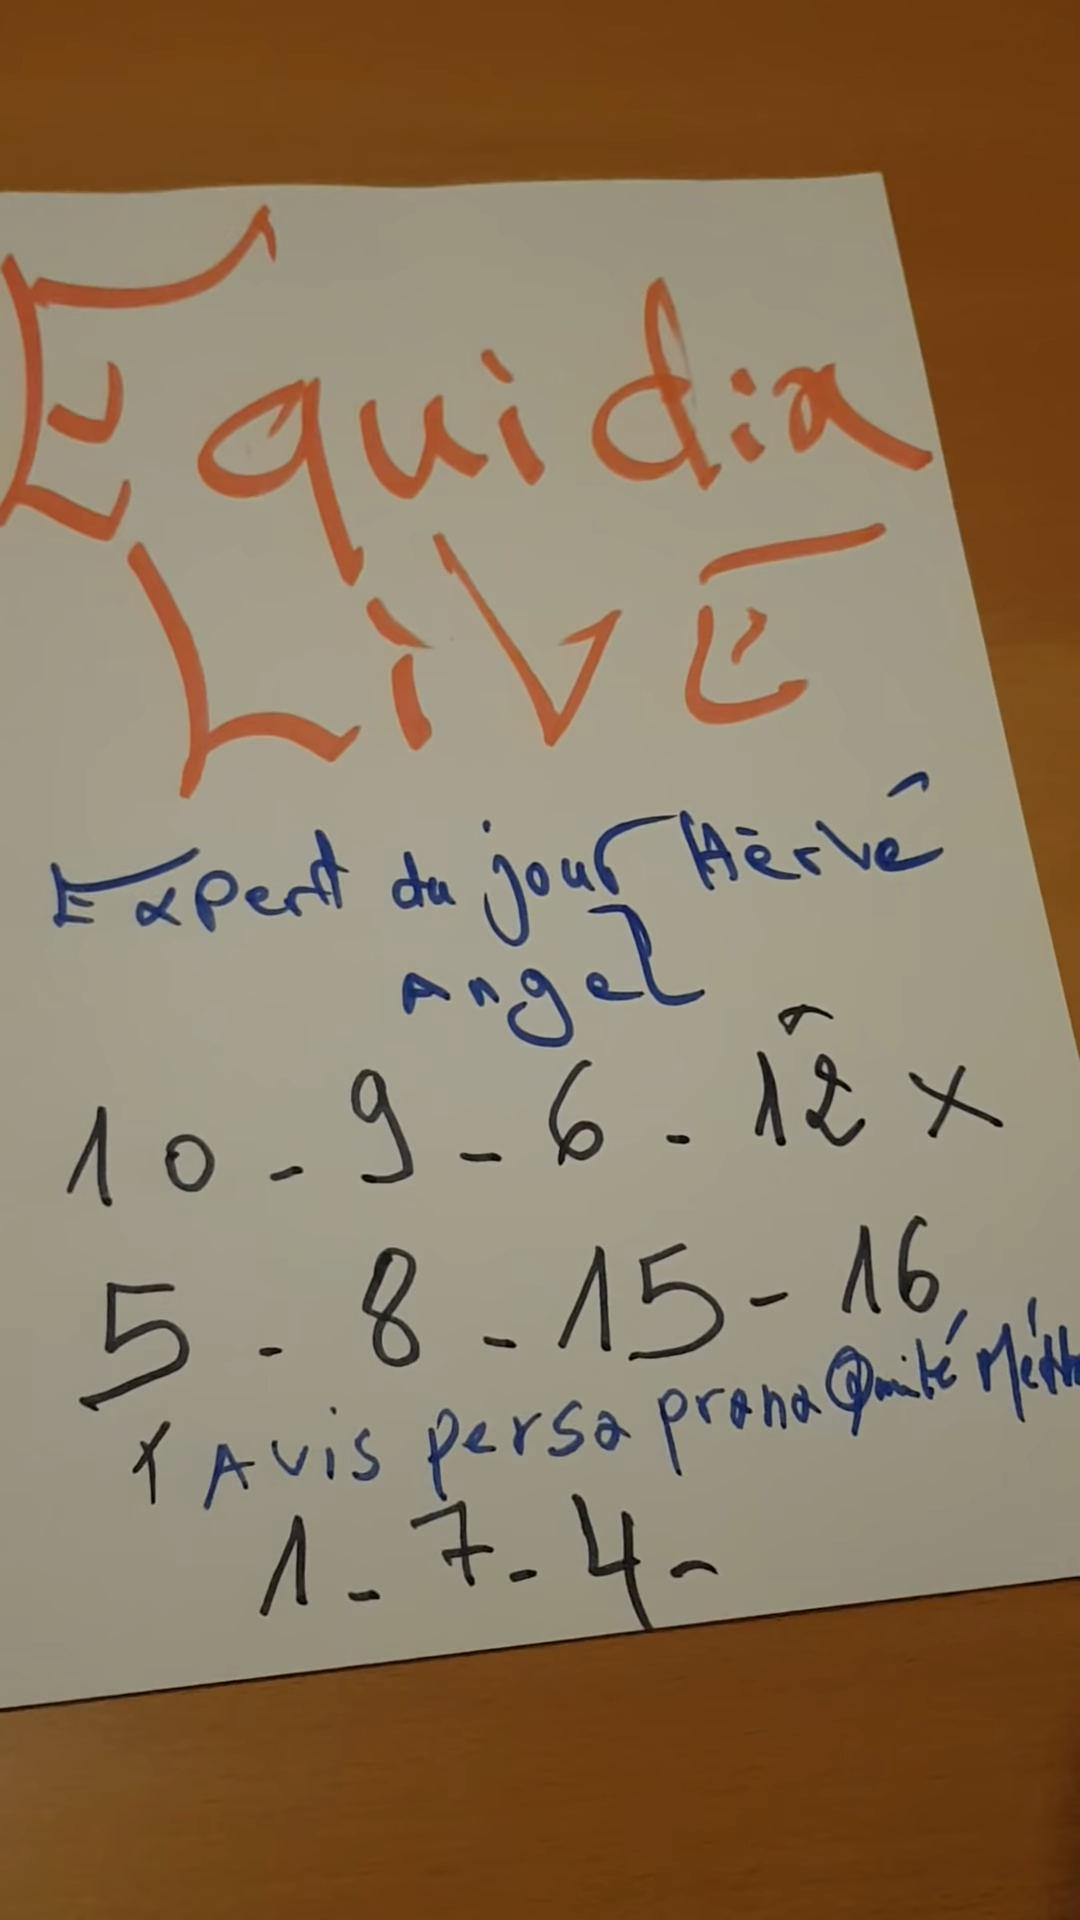 Equidia
LivE
Expert du jour Hervé
Angel
10 - 9 - 6 - 12 x
5 - 8 - 15 - 16
x Avis perso prono
1 - 7 - 4 -